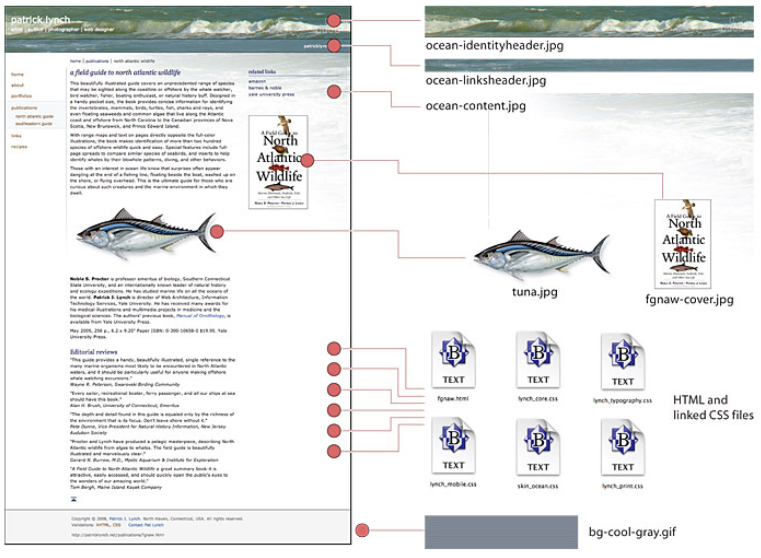 patrick lynch
artist | author | photographer | web designer
patricklynch
home | publications | north atlantic wildlife
home
about
portfolios
publications
north atlantic guide
southeastern guide
links
recipes
a field guide to north atlantic wildlife
This beautifully illustrated guide covers an unprecedented range of species
that may be sighted along the coastline or offshore by the whale watcher,
bird watcher, fisher, boating enthusiast, or natural history buff. Designed in
a handy pocket size, the book provides concise information for identifying
the invertebrates, mammals, birds, turtles, fish, sharks and rays, and
even floating seaweeds and common algae that live along the Atlantic
coast and offshore from North Carolina to the Canadian provinces of Nova
Scotia, New Brunswick, and Prince Edward Island.
With range maps and text on pages directly opposite the full-color
illustrations, the book makes identification of more than two hundred
species of offshore wildlife quick and easy. Special features include full-
page spreads to compare similar species of seabirds, and inserts to help
identify whales by their blowhole patterns, diving, and other behaviors.
Those with an interest in ocean life know that surprises often appear
dangling at the end of a fishing line, floating beside the boat, washed up on
the shore, or flying overhead. This is the ultimate guide for those who are
curious about such creatures and the marine environment in which they
dwell.
related links
amazon
barnes & noble
yale university press
A Field Guide to
North
Atlantic
Wildlife
Noble S. Proctor • Patrick J. Lynch
Noble S. Proctor is professor emeritus of biology, Southern Connecticut
State University, and an internationally known leader of natural history
and ecology expeditions. He has studied marine life on all the oceans of
the world. Patrick J. Lynch is director of Web Architecture, Information
Technology Services, Yale University. He has received many awards for
his medical illustrations and multimedia projects in medicine and the
biological sciences. The authors' previous book, Manual of Ornithology, is
available from Yale University Press.
May 2005, 256 p., 6.2 x 9.20" Paper ISBN: 0-300-10658-0 $19.95. Yale
University Press.
Editorial reviews
"This guide provides a handy, beautifully illustrated, single reference to the
many marine organisms most likely to be encountered in North Atlantic
waters, and it should be particularly useful for anyone making offshore
whale watching excursions."
Wayne R. Petersen, Swarovski Birding Community
"Every sailor, recreational boater, ferry passenger, and all our ships at sea
should have this book."
Alan H. Brush, University of Connecticut, Emeritus
"The depth and detail found in this guide is equaled only by the richness of
the environment that is its focus. Don't leave shore without it."
Pete Dunne, Vice President for Natural History Information, New Jersey
Audubon Society
"Proctor and Lynch have produced a pelagic masterpiece, describing North
Atlantic wildlife from algae to whales. The field guide is beautifully
illustrated and marvelously clear."
Gerard N. Burrow, M.D., Mystic Aquarium & Institute for Exploration
"A Field Guide to North Atlantic Wildlife a great summary book-it is
attractive, easily accessed, and should quickly open the public's eyes to
the wonders of our amazing world."
Tom Bergh, Maine Island Kayak Company
Copyright © 2008, Patrick J. Lynch. North Haven, Connecticut, USA. All rights reserved.
Validations: XHTML, CSS Contact Pat Lynch
http://patricklynch.net/publications/fgnaw.html
ocean-identityheader.jpg
ocean-linksheader.jpg
ocean-content.jpg
A Field Guide to
North
Atlantic
Wildlife
Noble S. Proctor • Patrick J. Lynch
tuna.jpg
fgnaw-cover.jpg
B
TEXT
fgnaw.html
B
TEXT
lynch_core.css
B
TEXT
lynch_typography.css
HTML and
linked CSS files
B
TEXT
lynch_mobile.css
B
TEXT
skin_ocean.css
B
TEXT
lynch_print.css
bg-cool-gray.gif